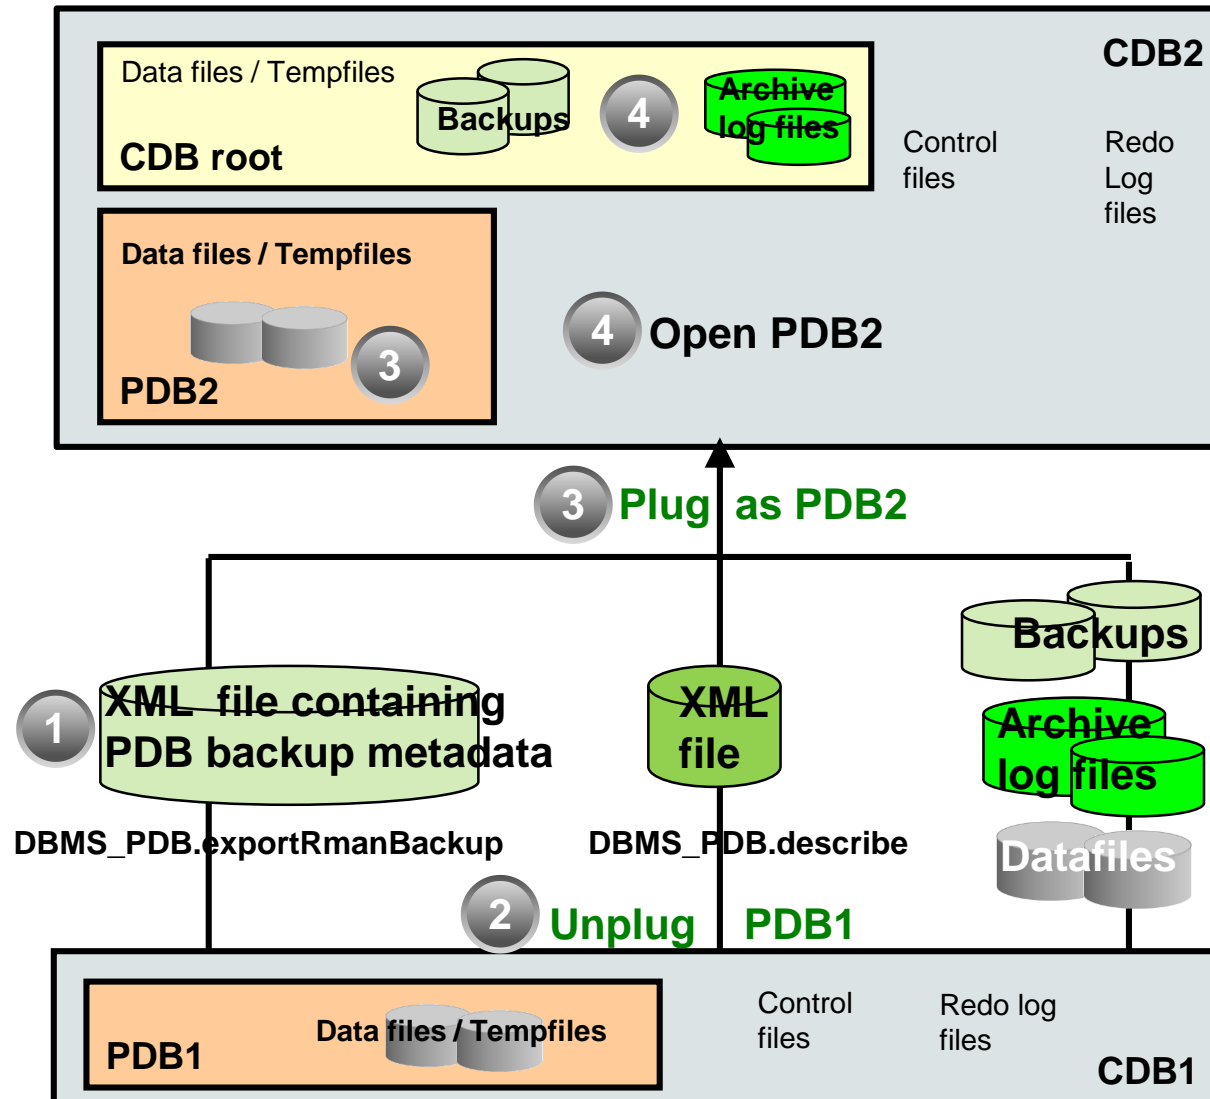 CDB2
Data files / Tempfiles
Backups
4
Archive
log files
CDB root
Control
files
Redo
Log
files
Data files / Tempfiles
3
PDB2
4 Open PDB2
3 Plug as PDB2
1
XML file containing
PDB backup metadata
XML
file
Backups
Archive
log files
Datafiles
DBMS_PDB.exportRmanBackup
DBMS_PDB.describe
2 Unplug PDB1
Data files / Tempfiles
PDB1
Control
files
Redo log
files
CDB1